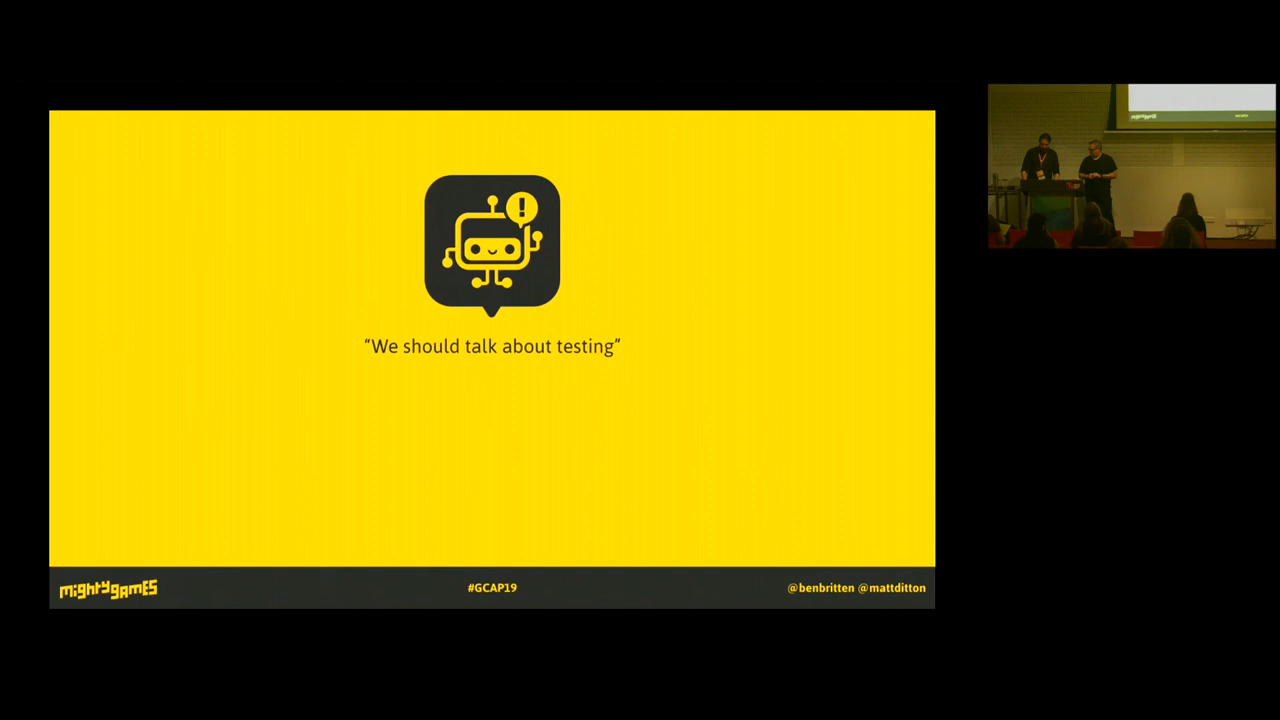 !
“We should talk about testing”
mightygames
#GCAP19
@benbritten @mattditton